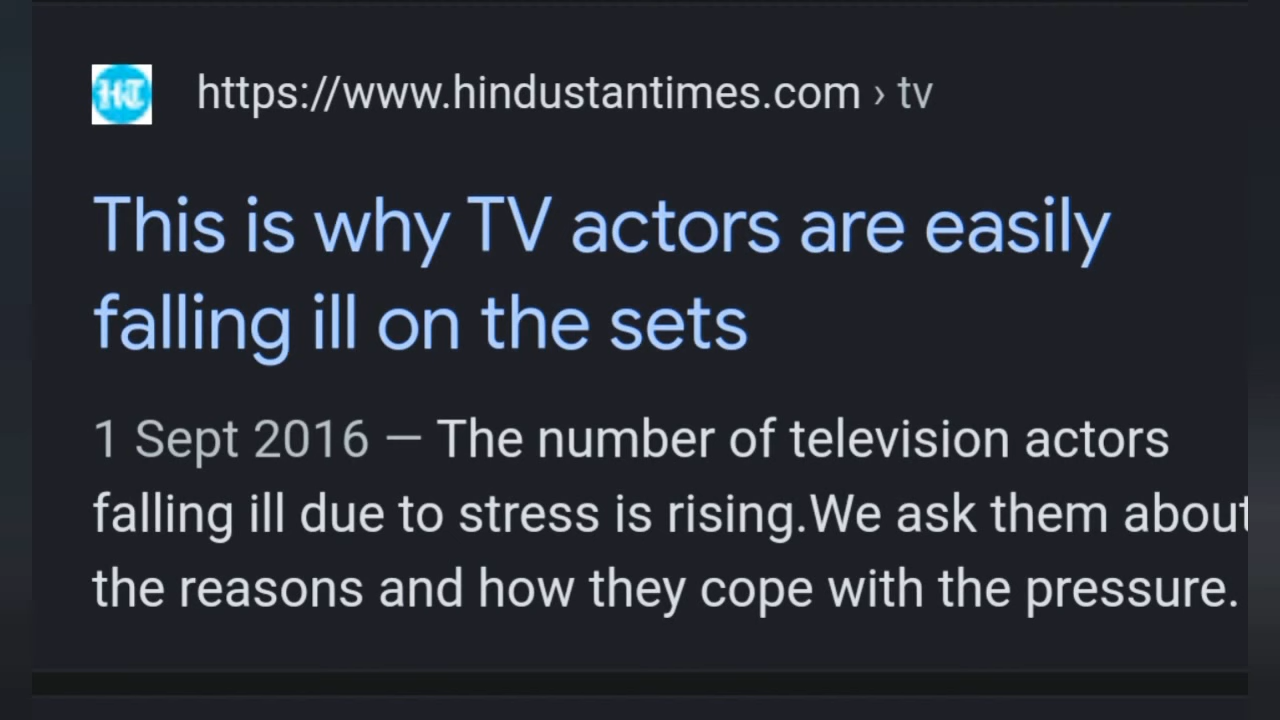 HT
https://www.hindustantimes.com › tv
This is why TV actors are easily
falling ill on the sets
1 Sept 2016 — The number of television actors
falling ill due to stress is rising.We ask them about
the reasons and how they cope with the pressure.